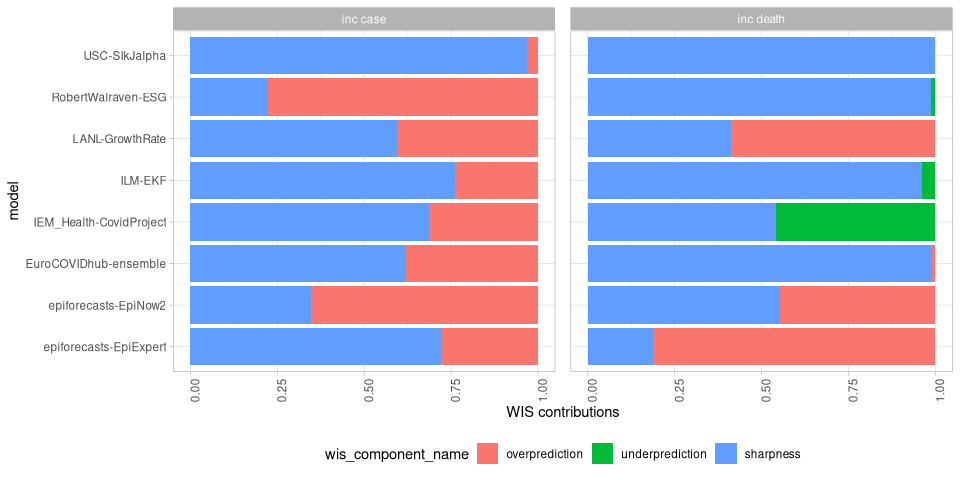 inc case
inc death
model
USC-SIkJalpha
RobertWalraven-ESG
LANL-GrowthRate
ILM-EKF
IEM_Health-CovidProject
EuroCOVIDhub-ensemble
epiforecasts-EpiNow2
epiforecasts-EpiExpert
0.00 0.25 0.50 0.75 1.00
0.00 0.25 0.50 0.75 1.00
WIS contributions
wis_component_name overprediction underprediction sharpness